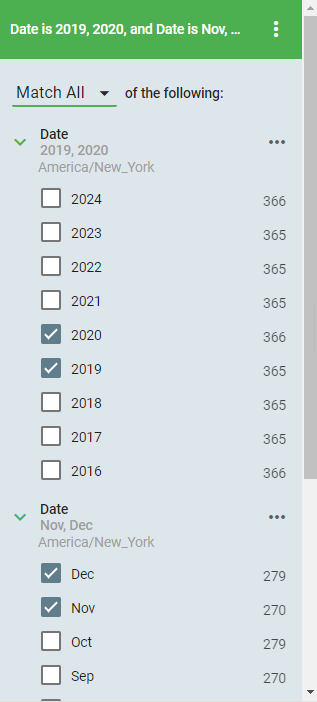 Date is 2019, 2020, and Date is Nov, ...
Match All of the following:
Date
2019, 2020
America/New_York
2024 366
2023 365
2022 365
2021 365
2020 366
2019 365
2018 365
2017 365
2016 366
Date
Nov, Dec
America/New_York
Dec 279
Nov 270
Oct 279
Sep 270